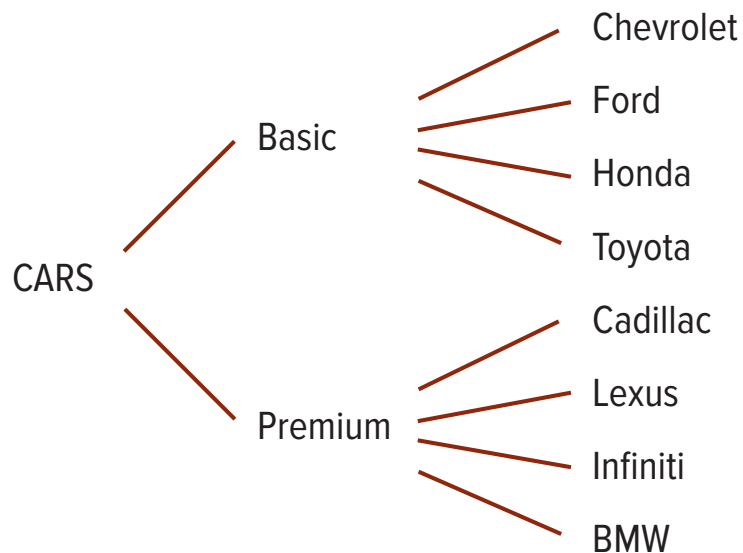 CARS
Basic
Chevrolet
Ford
Honda
Toyota
Premium
Cadillac
Lexus
Infiniti
BMW